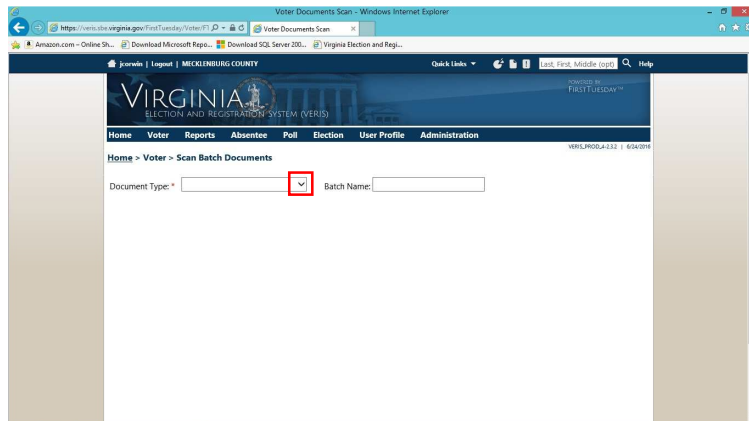 Voter Documents Scan - Windows Internet Explorer
https://veris.sbe.virginia.gov/FirstTuesday/Voter/F1
Voter Documents Scan
Amazon.com – Online Sh... Download Microsoft Repo... Download SQL Server 200... Virginia Election and Regi...
jcorwin | Logout | MECKLENBURG COUNTY Quick Links Last, First, Middle (opt) Help
POWERED BY
FIRSTTUESDAY™
VIRGINIA
ELECTION AND REGISTRATION SYSTEM (VERIS)
Home Voter Reports Absentee Poll Election User Profile Administration
VERIS_PROD_4-2.3.2 | 6/24/2018
Home > Voter > Scan Batch Documents
Document Type: * Batch Name: